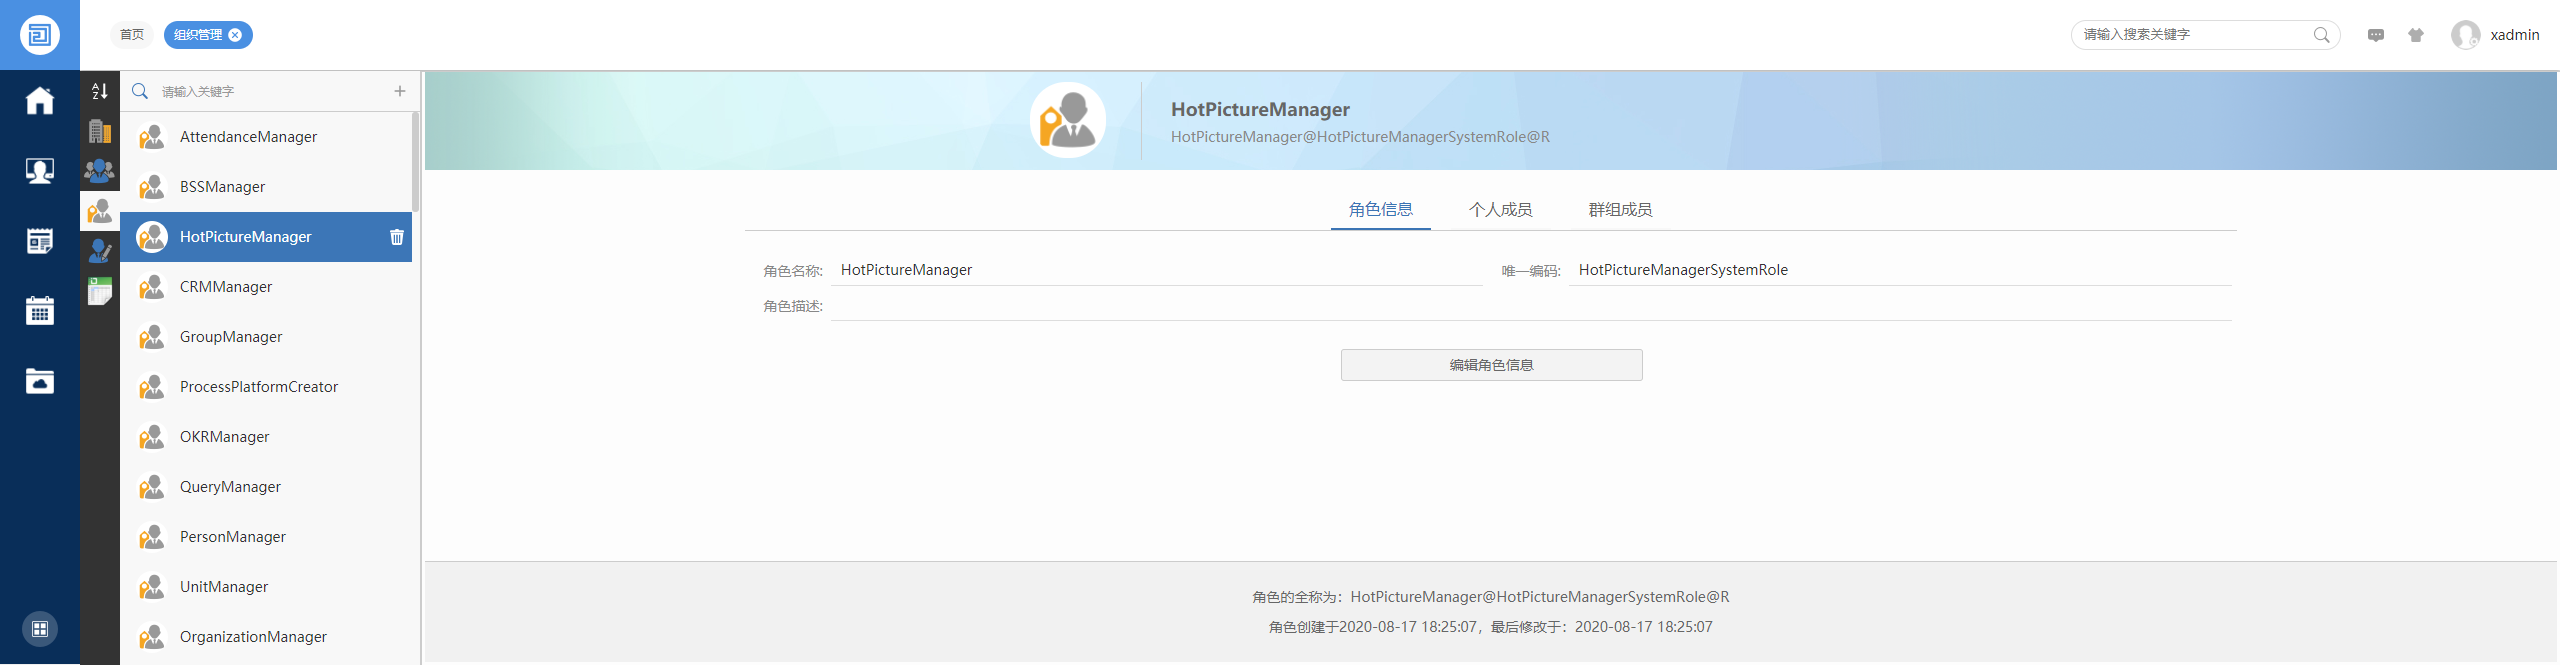 首页
组织管理
请输入搜索关键字
xadmin
请输入关键字
AttendanceManager
BSSManager
HotPictureManager
CRMManager
GroupManager
ProcessPlatformCreator
OKRManager
QueryManager
PersonManager
UnitManager
OrganizationManager
HotPictureManager
HotPictureManager@HotPictureManagerSystemRole@R
角色信息
个人成员
群组成员
角色名称: HotPictureManager
唯一编码: HotPictureManagerSystemRole
角色描述:
编辑角色信息
角色的全称为：HotPictureManager@HotPictureManagerSystemRole@R
角色创建于2020-08-17 18:25:07，最后修改于：2020-08-17 18:25:07